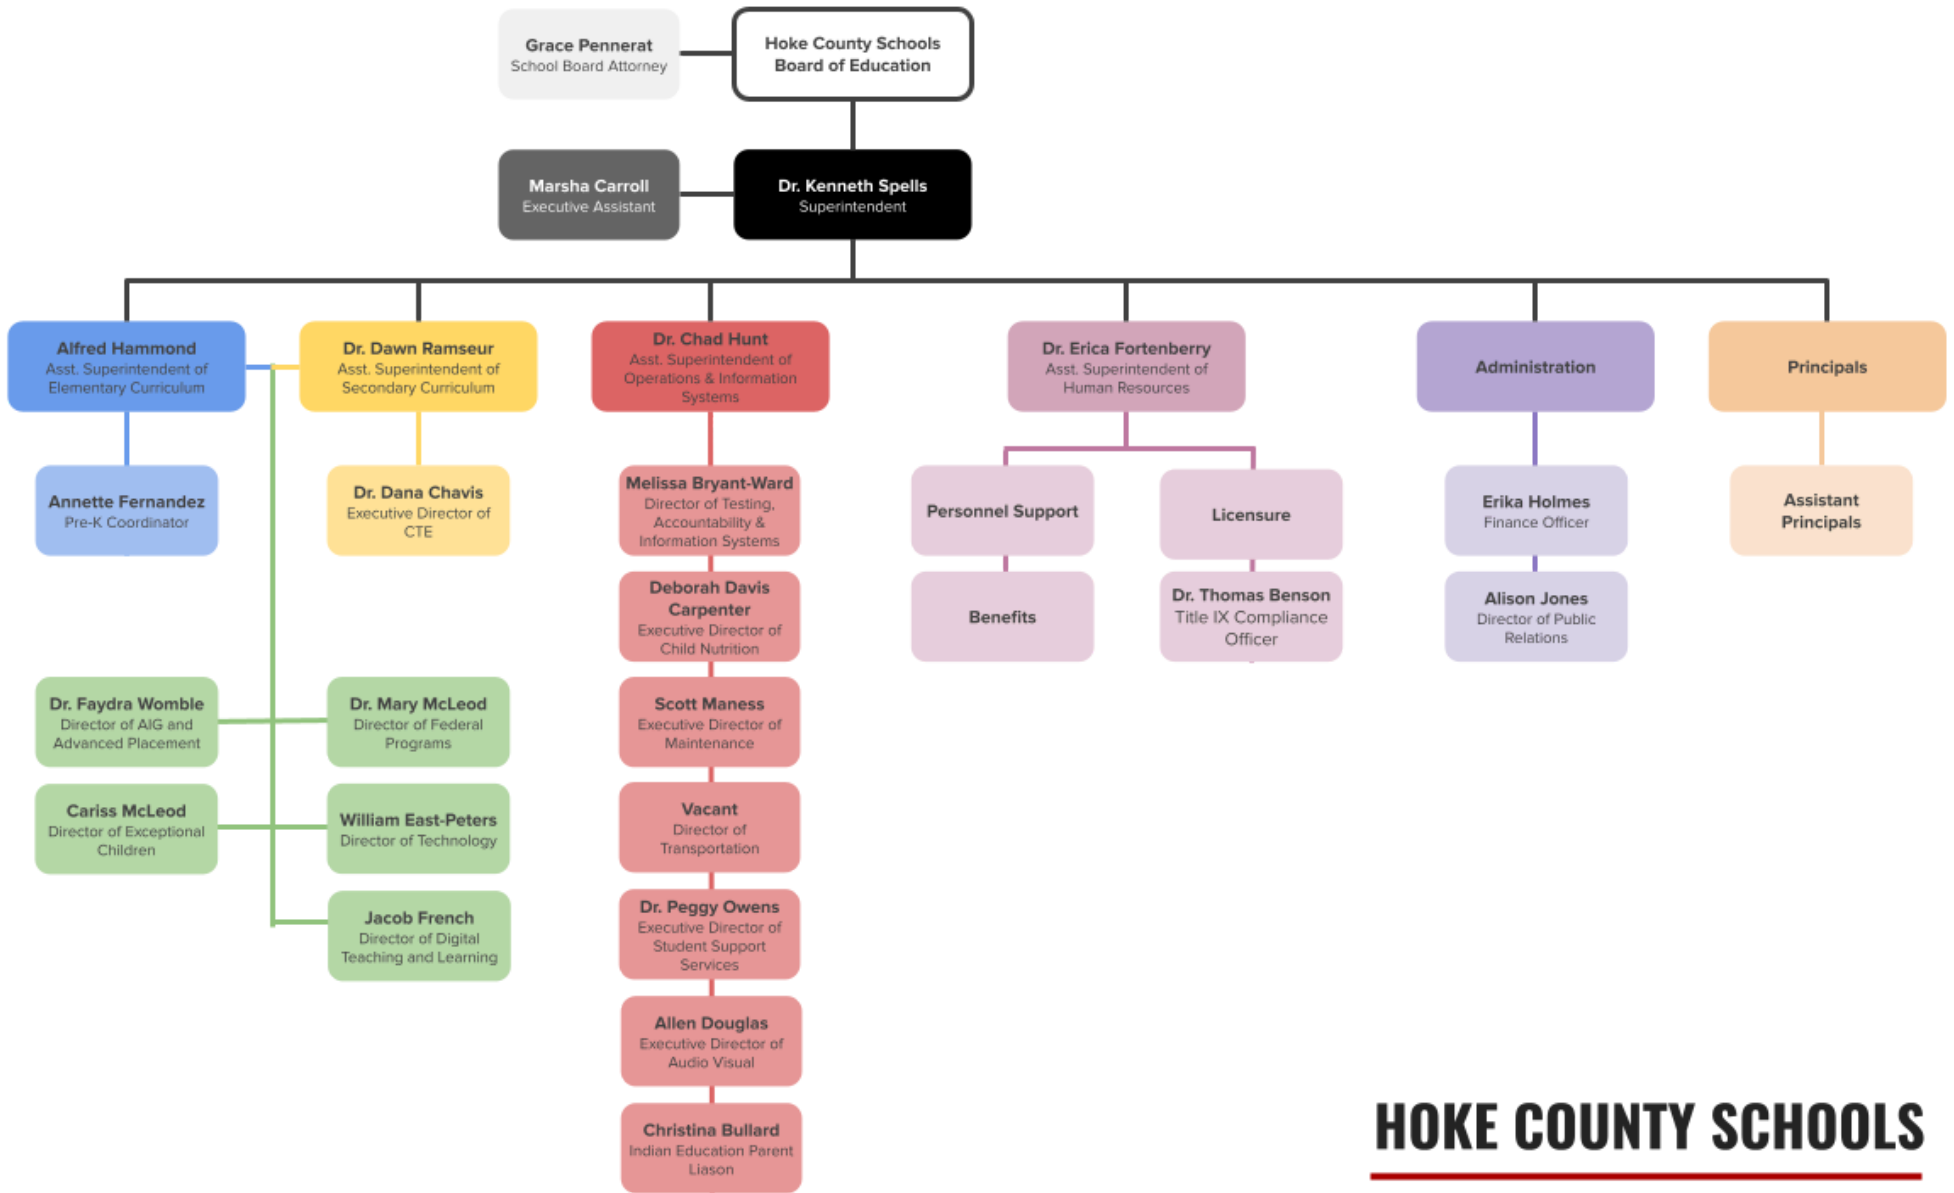 Grace Pennerat
School Board Attorney
Hoke County Schools
Board of Education
Marsha Carroll
Executive Assistant
Dr. Kenneth Spells
Superintendent
Alfred Hammond
Asst. Superintendent of
Elementary Curriculum
Dr. Dawn Ramseur
Asst. Superintendent of
Secondary Curriculum
Dr. Chad Hunt
Asst. Superintendent of
Operations & Information
Systems
Dr. Erica Fortenberry
Asst. Superintendent of
Human Resources
Administration
Principals
Annette Fernandez
Pre-K Coordinator
Dr. Dana Chavis
Executive Director of
CTE
Melissa Bryant-Ward
Director of Testing,
Accountability &
Information Systems
Personnel Support
Licensure
Erika Holmes
Finance Officer
Assistant
Principals
Deborah Davis
Carpenter
Executive Director of
Child Nutrition
Benefits
Dr. Thomas Benson
Title IX Compliance
Officer
Alison Jones
Director of Public
Relations
Dr. Faydra Womble
Director of AIG and
Advanced Placement
Dr. Mary McLeod
Director of Federal
Programs
Scott Maness
Executive Director of
Maintenance
Cariss McLeod
Director of Exceptional
Children
William East-Peters
Director of Technology
Vacant
Director of
Transportation
Jacob French
Director of Digital
Teaching and Learning
Dr. Peggy Owens
Executive Director of
Student Support
Services
Allen Douglas
Executive Director of
Audio Visual
Christina Bullard
Indian Education Parent
Liason
HOKE COUNTY SCHOOLS